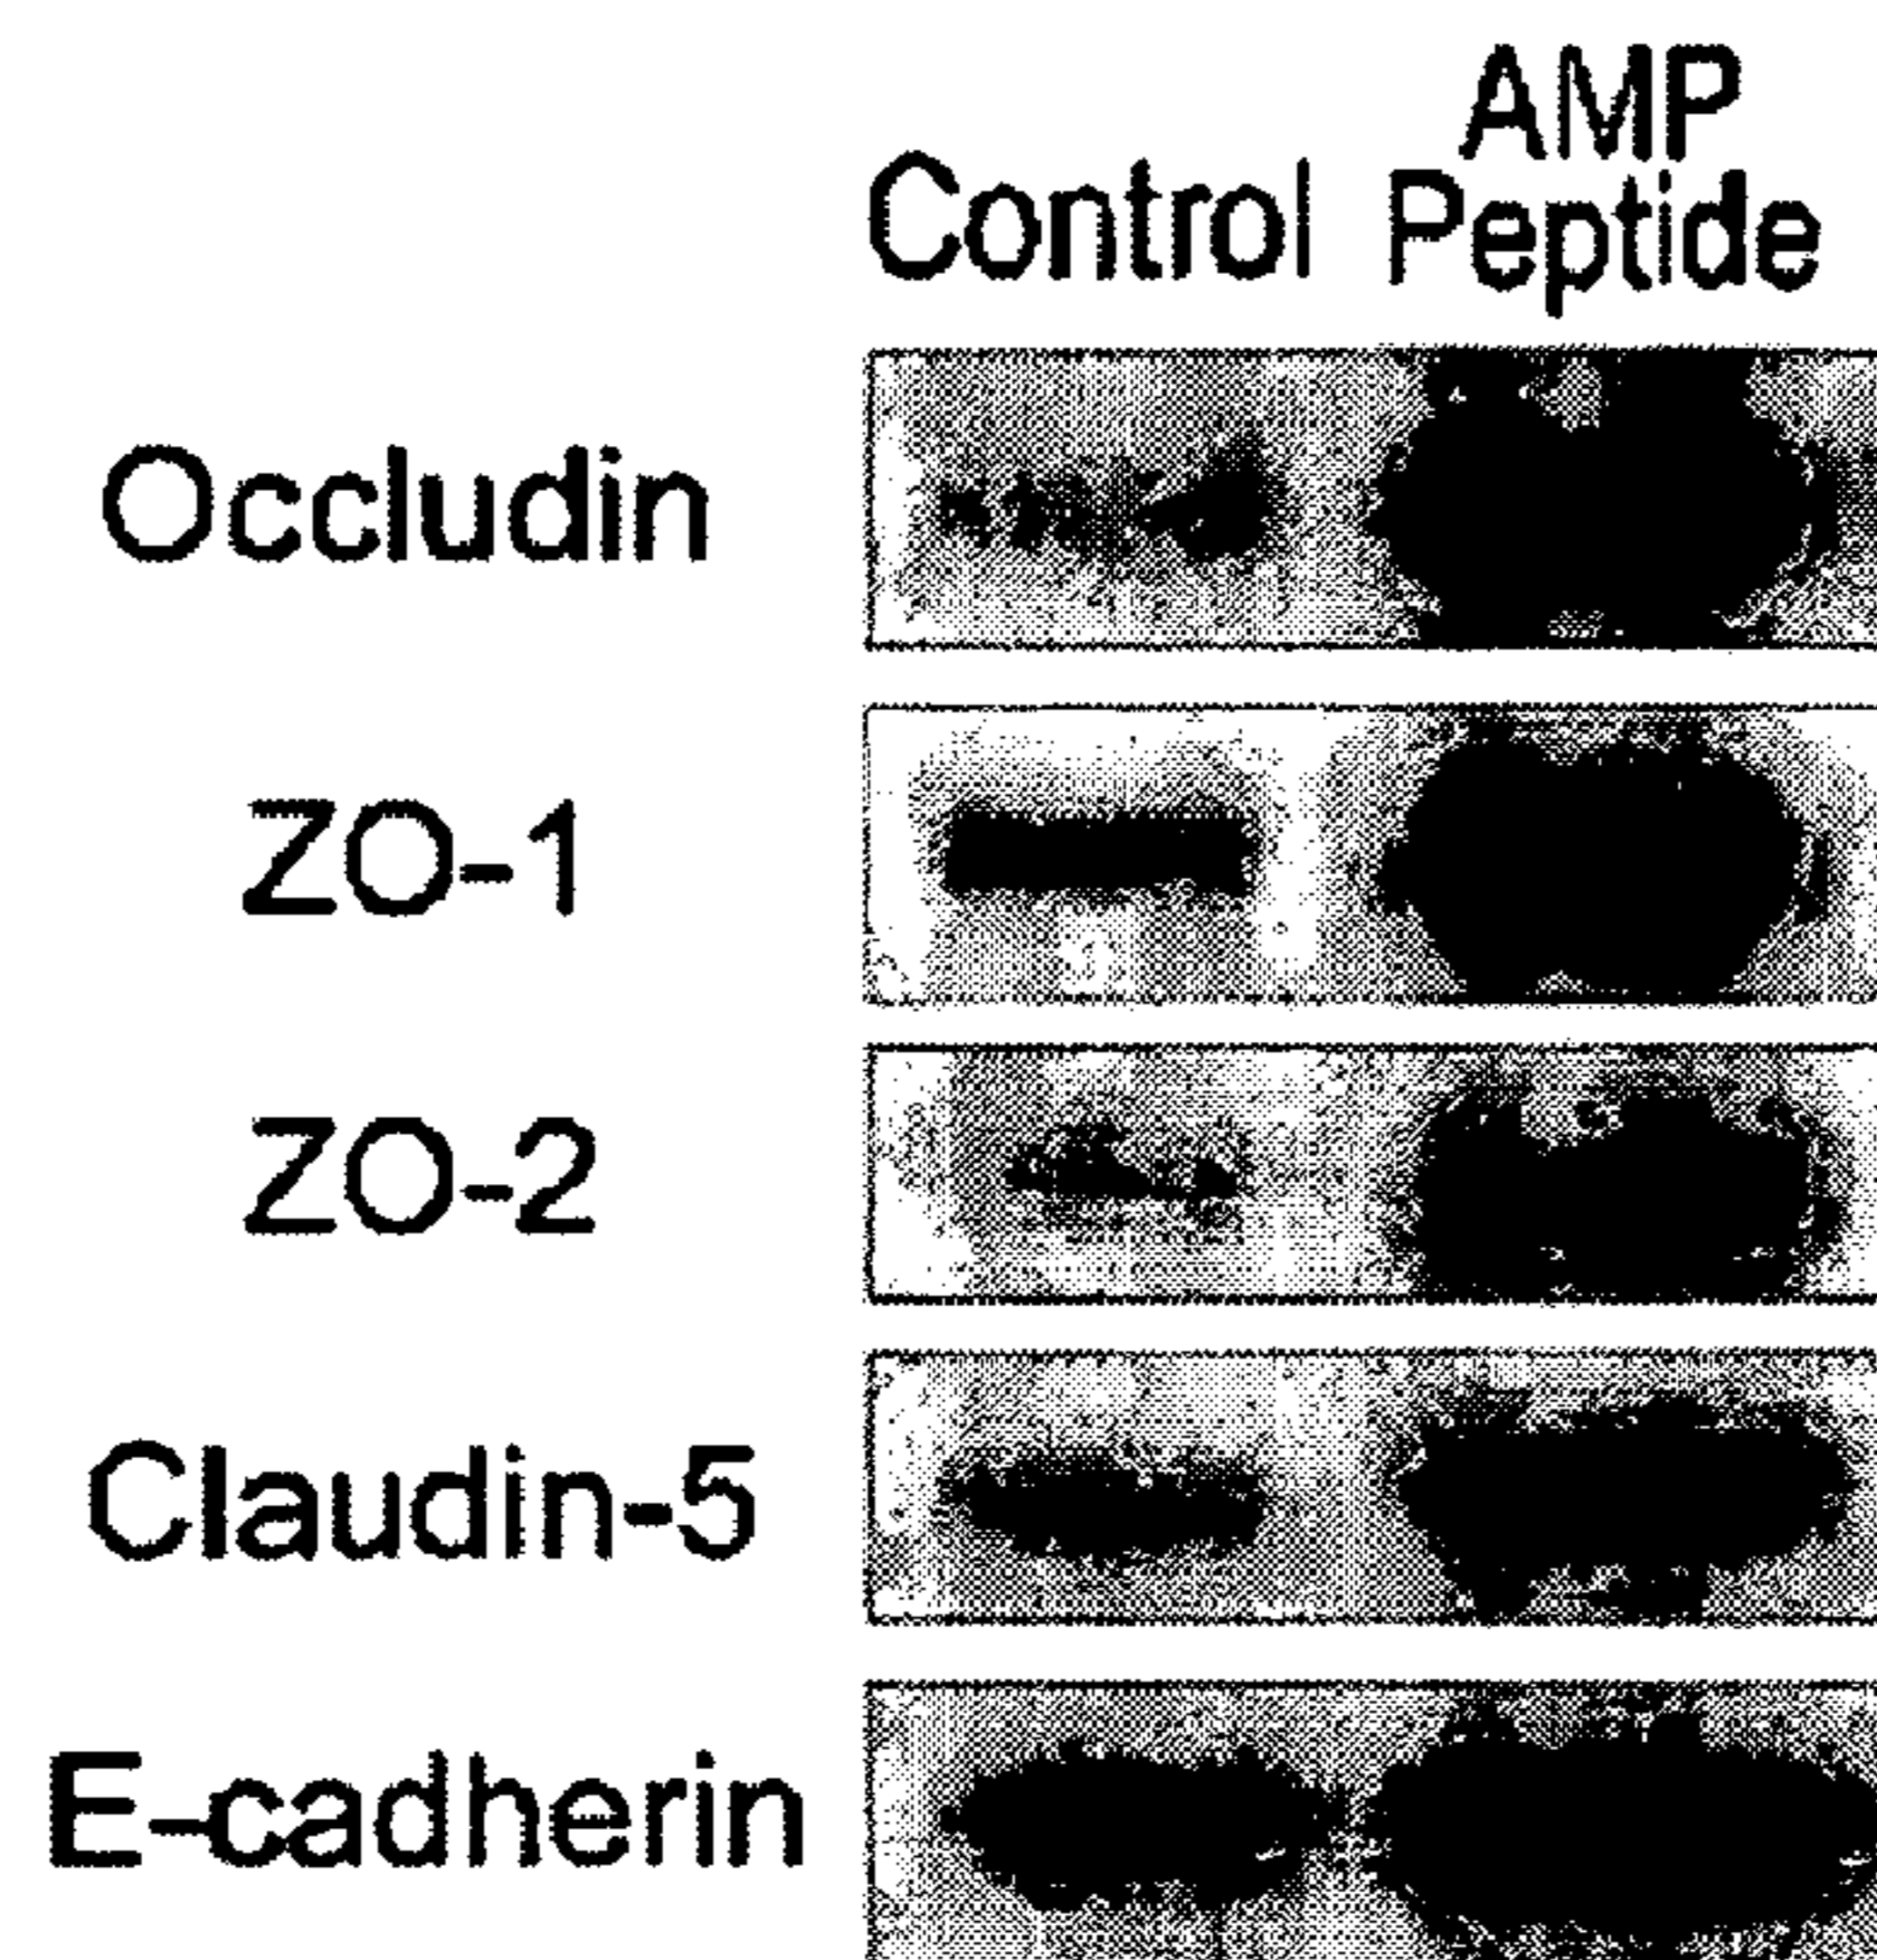 AMP
Control Peptide
Occludin
ZO-1
ZO-2
Claudin-5
E-cadherin